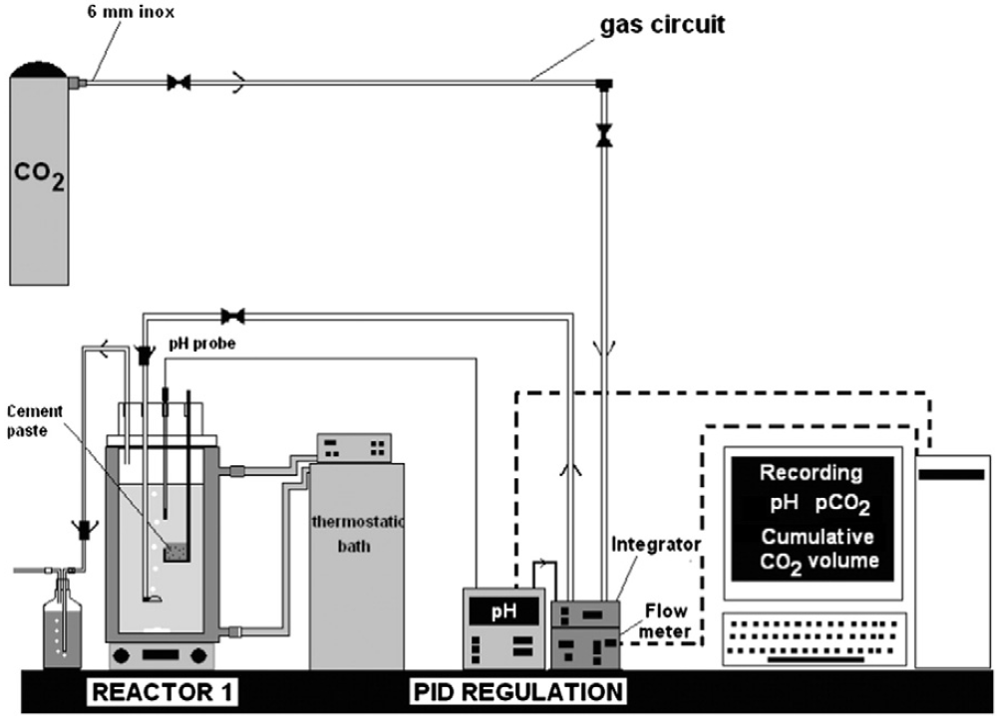 6 mm inox
gas circuit
CO2
pH probe
Cement
paste
thermostatic
bath
Recording
pH pCO2
Cumulative
CO2 volume
Integrator
pH
Flow
meter
REACTOR 1
PID REGULATION